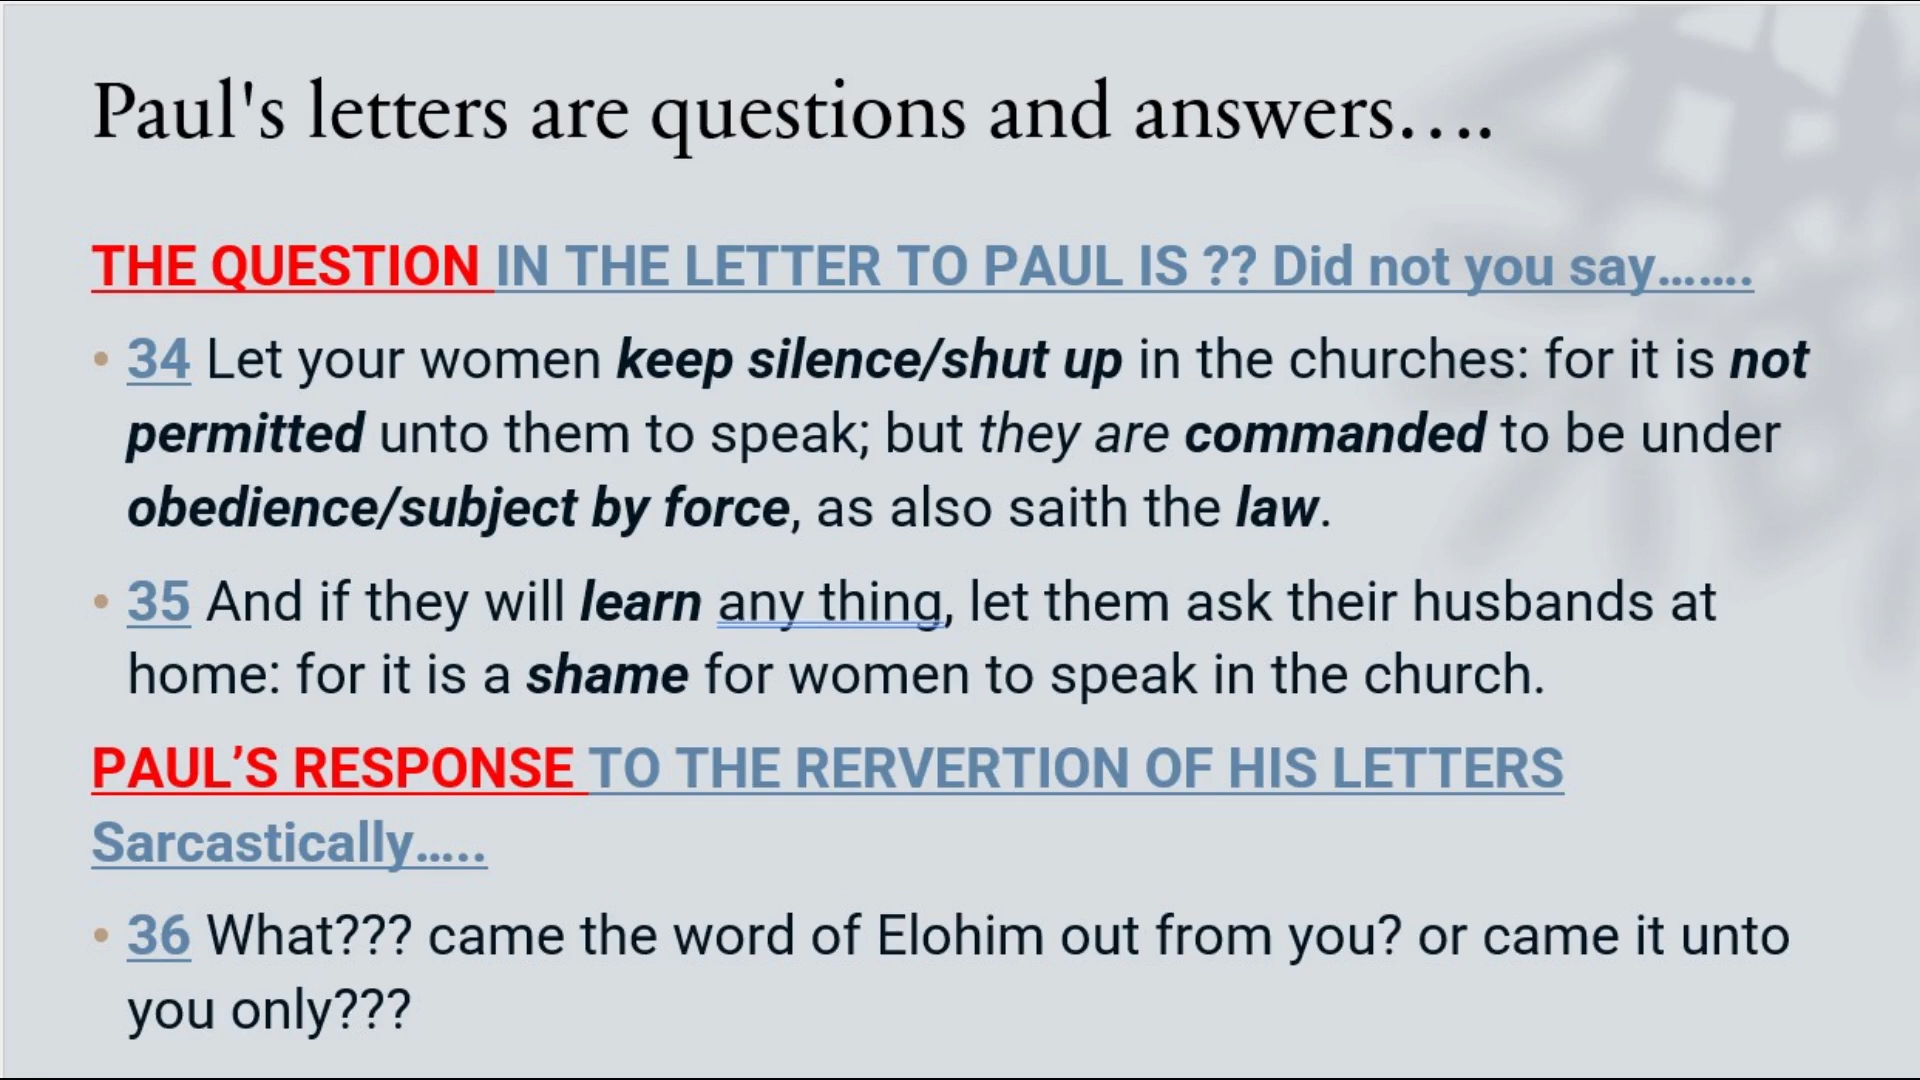 Paul's letters are questions and answers....
THE QUESTION IN THE LETTER TO PAUL IS ?? Did not you say.......
• 34 Let your women keep silence/shut up in the churches: for it is not
permitted unto them to speak; but they are commanded to be under
obedience/subject by force, as also saith the law.
• 35 And if they will learn any thing, let them ask their husbands at
home: for it is a shame for women to speak in the church.
PAUL’S RESPONSE TO THE RERVERTION OF HIS LETTERS
Sarcastically.....
• 36 What??? came the word of Elohim out from you? or came it unto
you only???